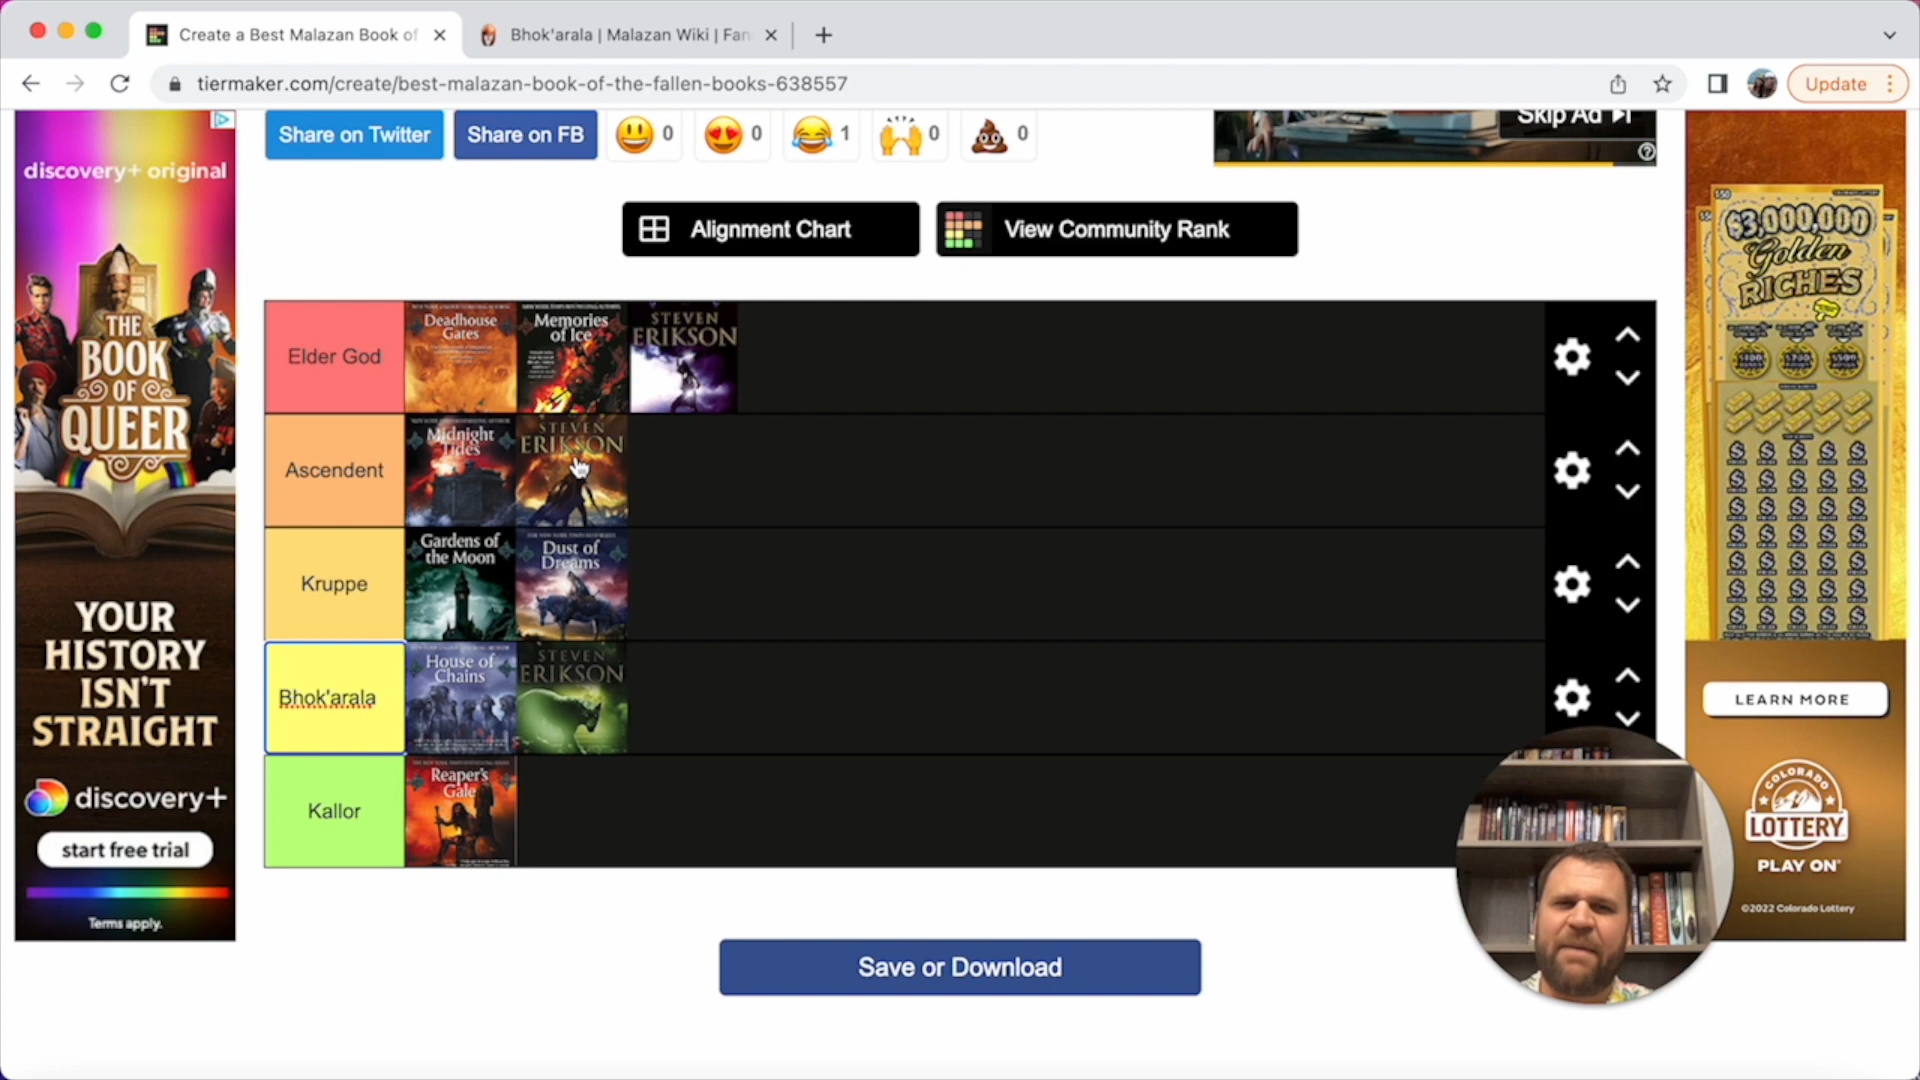 Create a Best Malazan Book of
Bhok'arala | Malazan Wiki | Fan
tiermaker.com/create/best-malazan-book-of-the-fallen-books-638557
Update
Share on Twitter
Share on FB
0
0
1
0
0
Skip Ad
Alignment Chart
View Community Rank
discovery+ original
THE
BOOK
OF
QUEER
YOUR
HISTORY
ISN'T
STRAIGHT
discovery+
start free trial
Terms apply.
Elder God
Deadhouse
Gates
Memories
of Ice
STEVEN
ERIKSON
Ascendent
Midnight
Tides
STEVEN
ERIKSON
Kruppe
Gardens of
the Moon
Dust of
Dreams
Bhok'arala
House of
Chains
STEVEN
ERIKSON
Kallor
Reaper's
Gale
Save or Download
$50
$3,000,000
Golden
RICHES
LEARN MORE
COLORADO
LOTTERY
PLAY ON®
©2022 Colorado Lottery